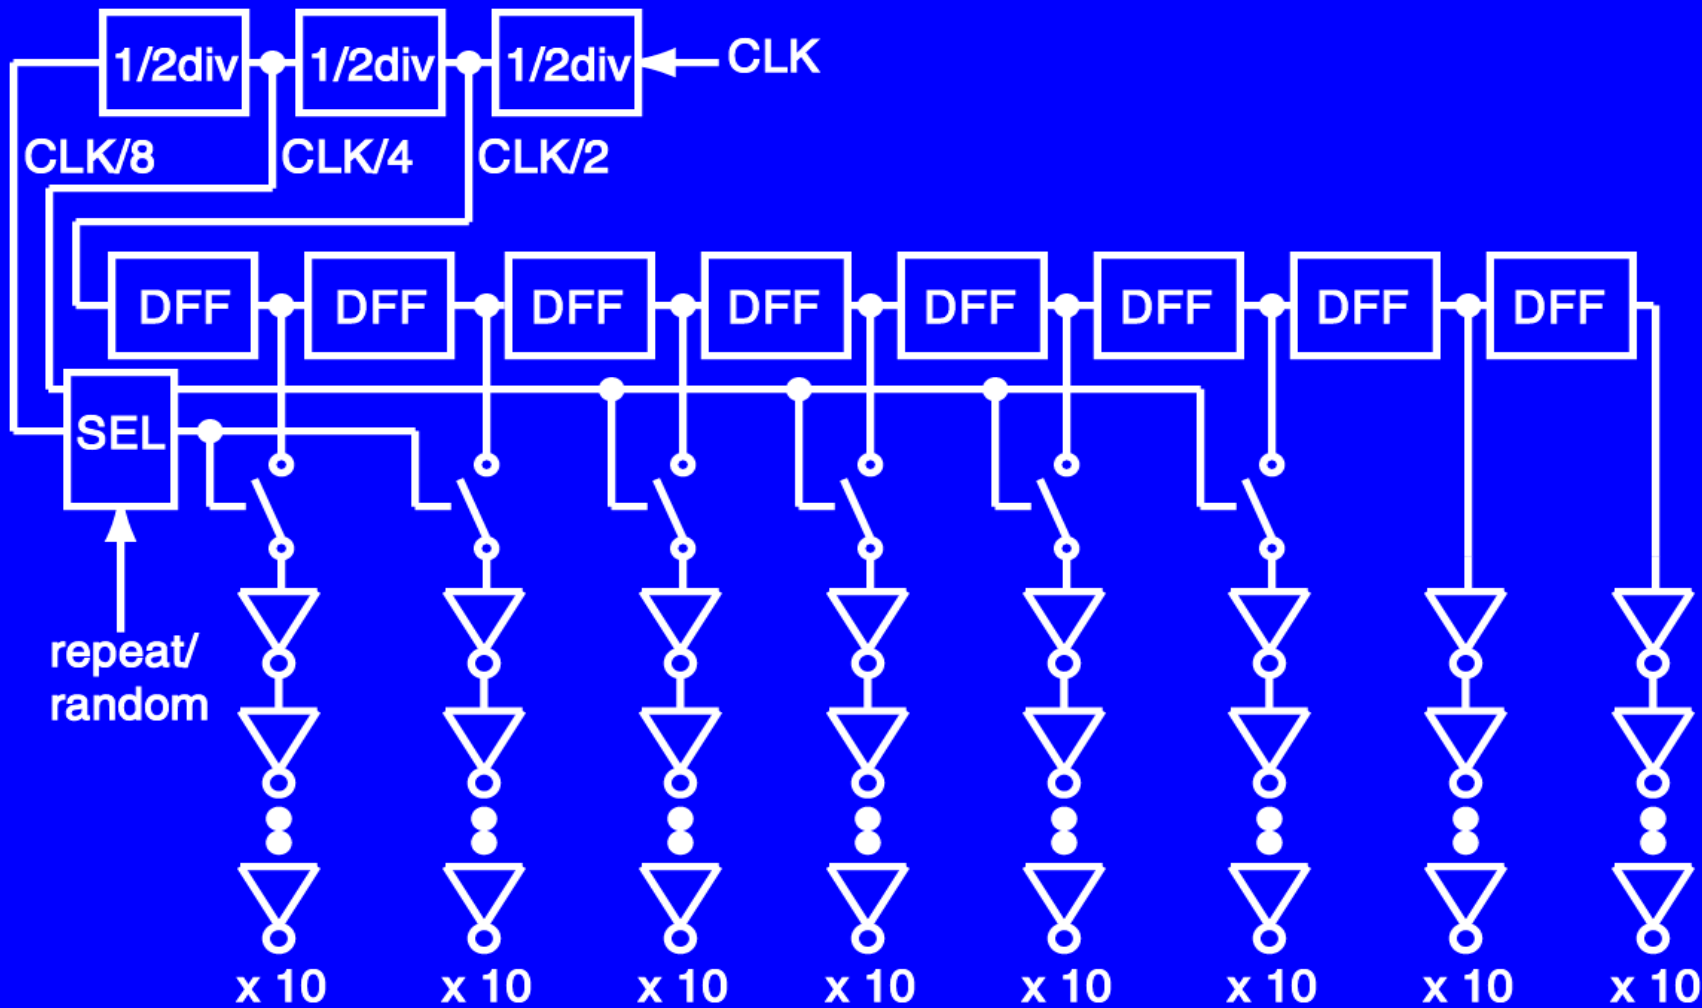 1/2div 1/2div 1/2div CLK
CLK/8 CLK/4 CLK/2
DFF DFF DFF DFF DFF DFF DFF DFF
SEL
repeat/
random
x 10 x 10 x 10 x 10 x 10 x 10 x 10 x 10